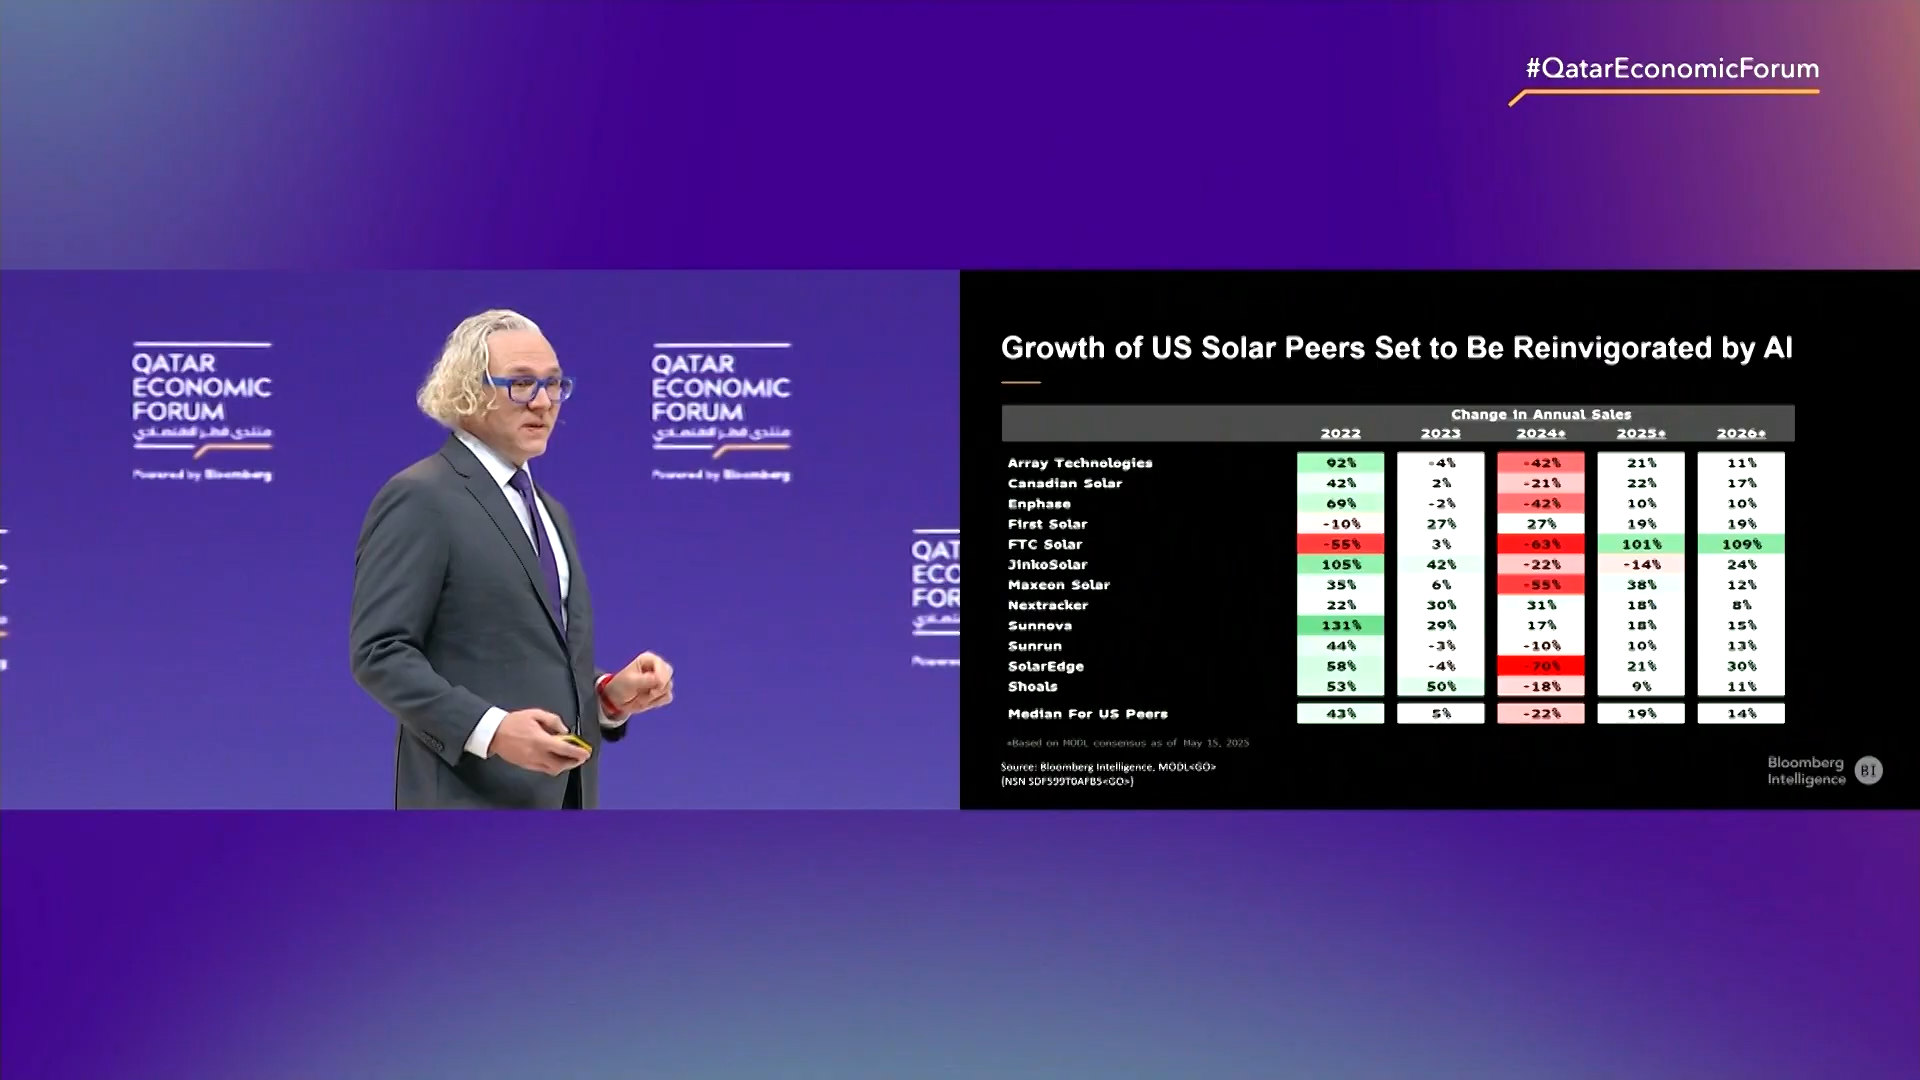 #QatarEconomicForum
QATAR
ECONOMIC
FORUM
منتدى قطر الاقتصادي
Powered by Bloomberg
QATAR
ECONOMIC
FORUM
منتدى قطر الاقتصادي
Powered by Bloomberg
QAT
ECO
FOR
Growth of US Solar Peers Set to Be Reinvigorated by AI
Change in Annual Sales
2022 2023 2024* 2025* 2026*
Array Technologies 92% -4% -42% 21% 11%
Canadian Solar 42% 2% -21% 22% 17%
Enphase 69% -2% -42% 10% 10%
First Solar -10% 27% 27% 19% 19%
FTC Solar -55% 3% -63% 101% 109%
JinkoSolar 105% 42% -22% -14% 24%
Maxeon Solar 35% 6% -55% 38% 12%
Nextracker 22% 30% 31% 18% 8%
Sunnova 131% 29% 17% 18% 15%
Sunrun 44% -3% -10% 10% 13%
SolarEdge 58% -4% -70% 21% 30%
Shoals 53% 50% -18% 9% 11%
Median For US Peers 43% 5% -22% 19% 14%
*Based on MODL consensus as of May 15, 2025
Source: Bloomberg Intelligence, MODL<GO>
{NSN SDF599T0AFB5<GO>}
Bloomberg
Intelligence BI